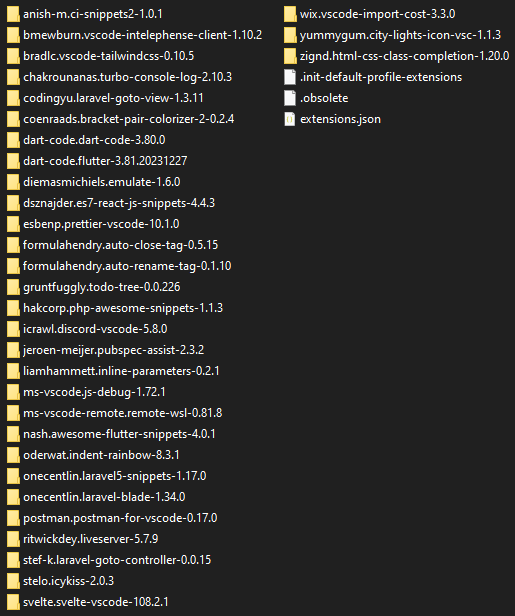 anish-m.ci-snippets2-1.0.1
bmewburn.vscode-intelephense-client-1.10.2
bradlc.vscode-tailwindcss-0.10.5
chakrounanas.turbo-console-log-2.10.3
codingyu.laravel-goto-view-1.3.11
coenraads.bracket-pair-colorizer-2-0.2.4
dart-code.dart-code-3.80.0
dart-code.flutter-3.81.20231227
diemasmichiels.emulate-1.6.0
dsznajder.es7-react-js-snippets-4.4.3
esbenp.prettier-vscode-10.1.0
formulahendry.auto-close-tag-0.5.15
formulahendry.auto-rename-tag-0.1.10
gruntfuggly.todo-tree-0.0.226
hakcorp.php-awesome-snippets-1.1.3
icrawl.discord-vscode-5.8.0
jeroen-meijer.pubspec-assist-2.3.2
liamhammett.inline-parameters-0.2.1
ms-vscode.js-debug-1.72.1
ms-vscode-remote.remote-wsl-0.81.8
nash.awesome-flutter-snippets-4.0.1
oderwat.indent-rainbow-8.3.1
onecentlin.laravel5-snippets-1.17.0
onecentlin.laravel-blade-1.34.0
postman.postman-for-vscode-0.17.0
ritwickdey.liveserver-5.7.9
stef-k.laravel-goto-controller-0.0.15
stelo.icykiss-2.0.3
svelte.svelte-vscode-108.2.1
wix.vscode-import-cost-3.3.0
yummygum.city-lights-icon-vsc-1.1.3
zignd.html-css-class-completion-1.20.0
.init-default-profile-extensions
.obsolete
extensions.json